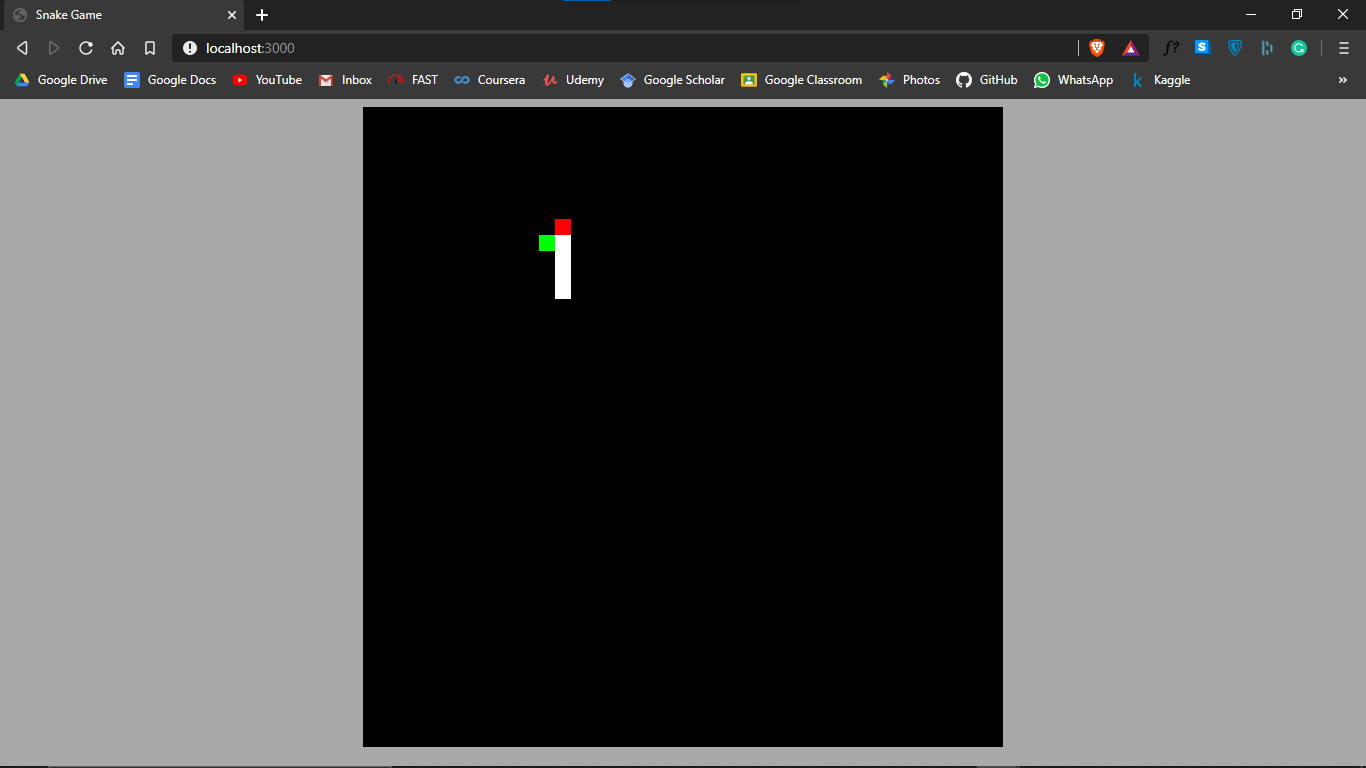 Snake Game
localhost:3000
f?
S
Google Drive Google Docs YouTube Inbox FAST Coursera Udemy Google Scholar Google Classroom Photos GitHub WhatsApp k Kaggle »